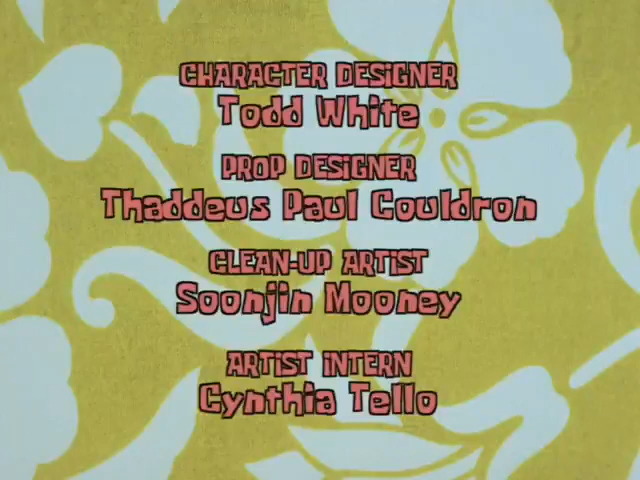 CHARACTER DESIGNER
Todd White
PROP DESIGNER
Thaddeus Paul Couldron
CLEAN-UP ARTIST
Soonjin Mooney
ARTIST INTERN
Cynthia Tello